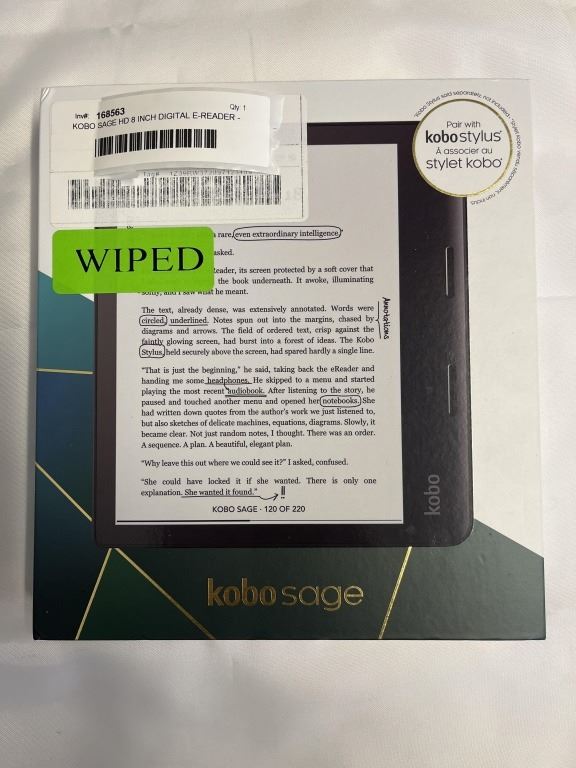 Inv#: 168563 Qty: 1
KOBO SAGE HD 8 INCH DIGITAL E-READER -
WIPED
Pair with
kobo stylus
À associer au
stylet kobo
a rare, even extraordinary intelligence."
asked.
eader, its screen protected by a soft cover that
the book underneath. It awoke, illuminating
softly, and I saw what he meant.
The text, already dense, was extensively annotated. Words were
circled, underlined. Notes spun out into the margins, chased by
diagrams and arrows. The field of ordered text, crisp against the
faintly glowing screen, had burst into a forest of ideas. The Kobo
Stylus, held securely above the screen, had spared hardly a single line.
Annotations
"That is just the beginning," he said, taking back the eReader and
handing me some headphones. He skipped to a menu and started
playing the most recent audiobook. After listening to the story, he
paused and touched another menu and opened her notebooks. She
had written down quotes from the author's work we just listened to,
but also sketches of delicate machines, equations, diagrams. Slowly, it
became clear. Not just random notes, I thought. There was an order.
A sequence. A plan. A beautiful, elegant plan.
"Why leave this out where we could see it?" I asked, confused.
"She could have locked it if she wanted. There is only one
explanation. She wanted it found." !!
KOBO SAGE - 120 OF 220
kobo
kobo sage